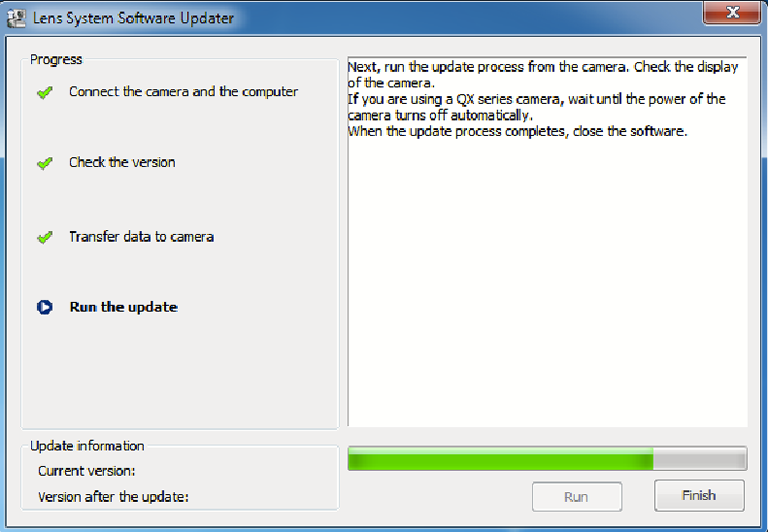 Lens System Software Updater
Progress
Connect the camera and the computer
Check the version
Transfer data to camera
Run the update
Next, run the update process from the camera. Check the display
of the camera.
If you are using a QX series camera, wait until the power of the
camera turns off automatically.
When the update process completes, close the software.
Update information
Current version:
Version after the update:
Run
Finish